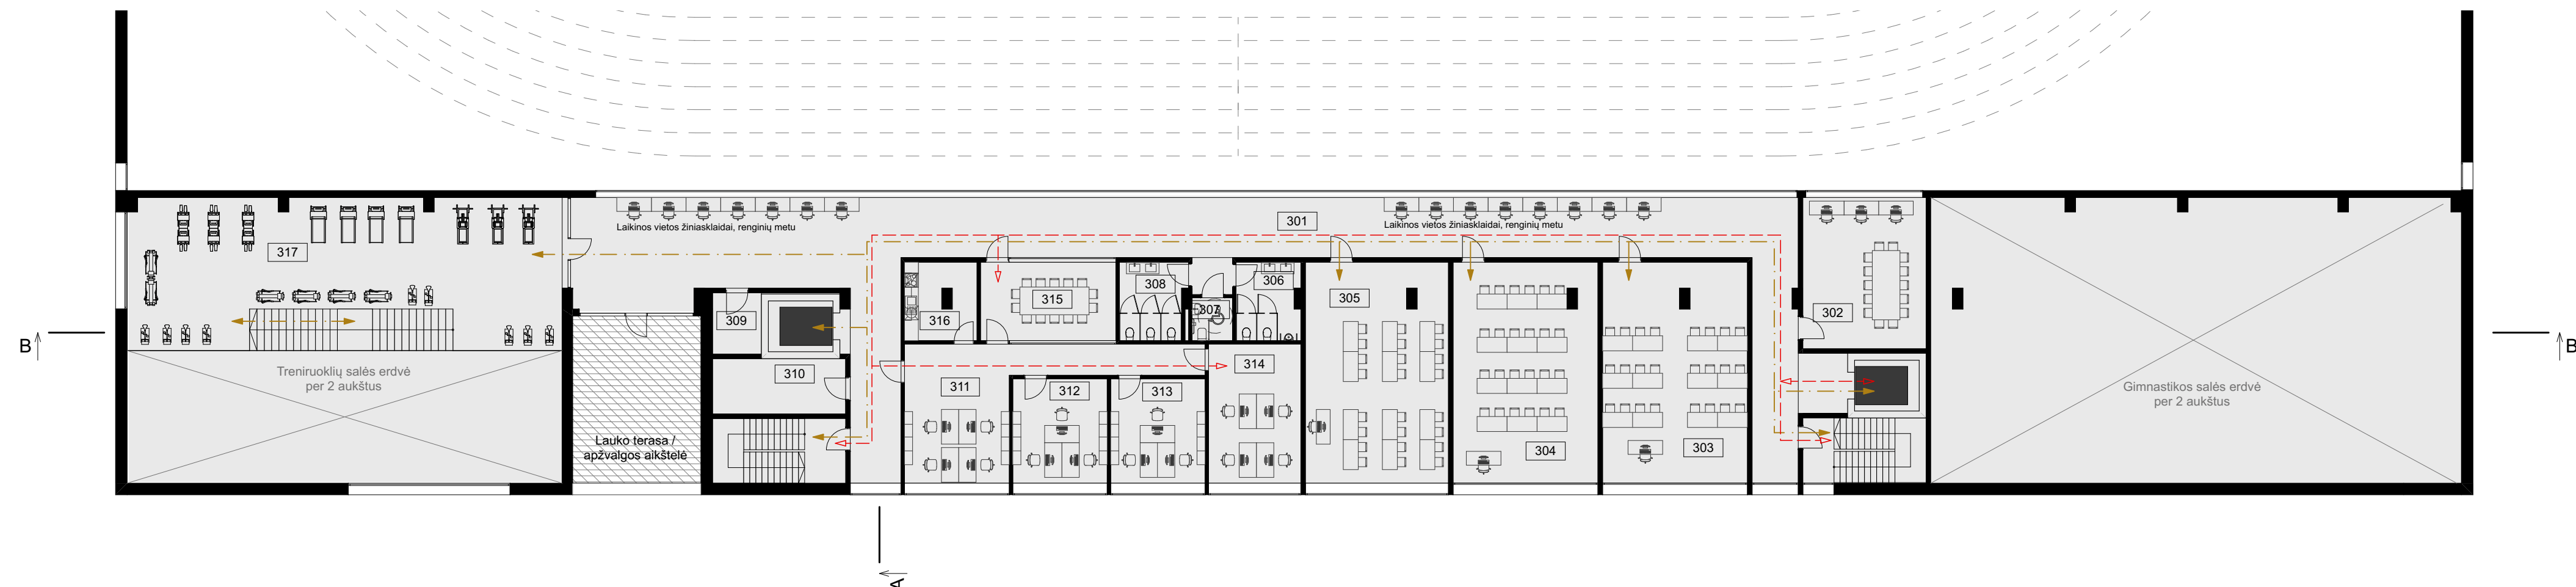 301
Laikinos vietos žiniasklaidai, renginių metu
Laikinos vietos žiniasklaidai, renginių metu
317
308
306
315
307
305
302
309
316
B
B
310
314
311
312
313
Treniruoklių salės erdvė
per 2 aukštus
Gimnastikos salės erdvė
per 2 aukštus
Lauko terasa /
apžvalgos aikštelė
304
303
A